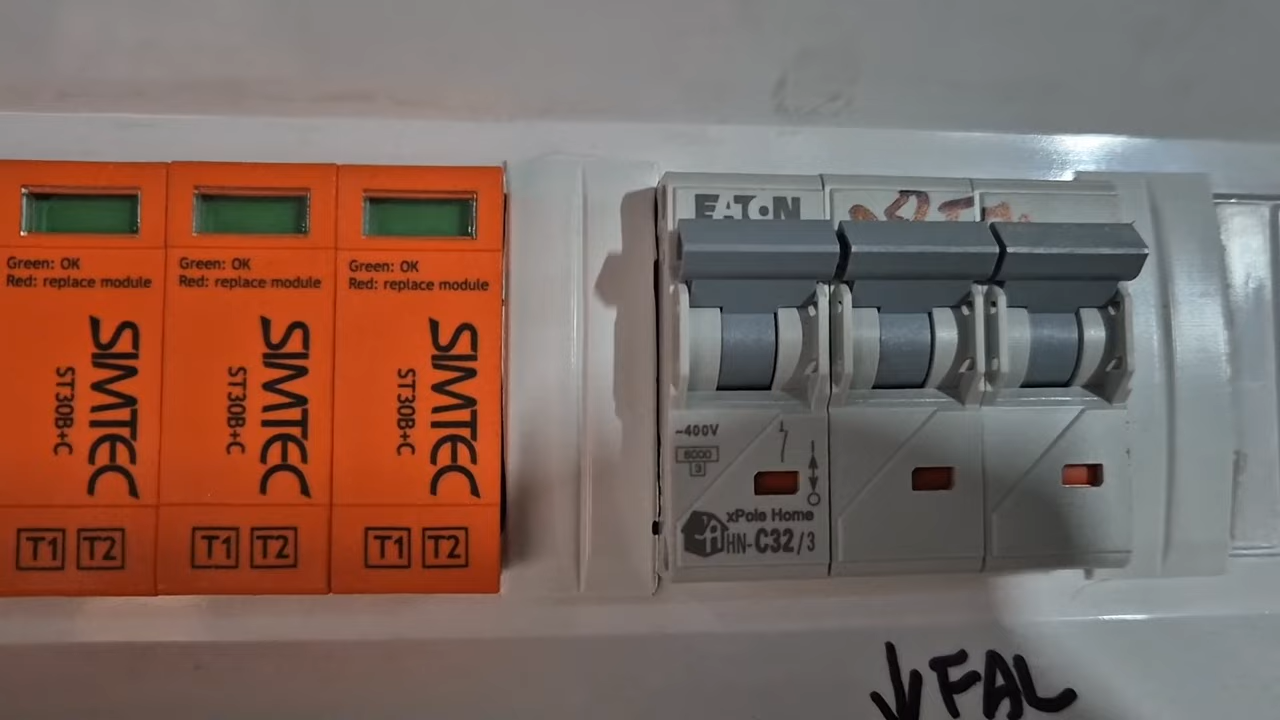 Green: OK
Red: replace module
SIMTEC
ST30B+C
T1 T2
Green: OK
Red: replace module
SIMTEC
ST30B+C
T1 T2
Green: OK
Red: replace module
SIMTEC
ST30B+C
T1 T2
EATON
~400V
6000
3
xPole Home
HN-C32/3
FAL